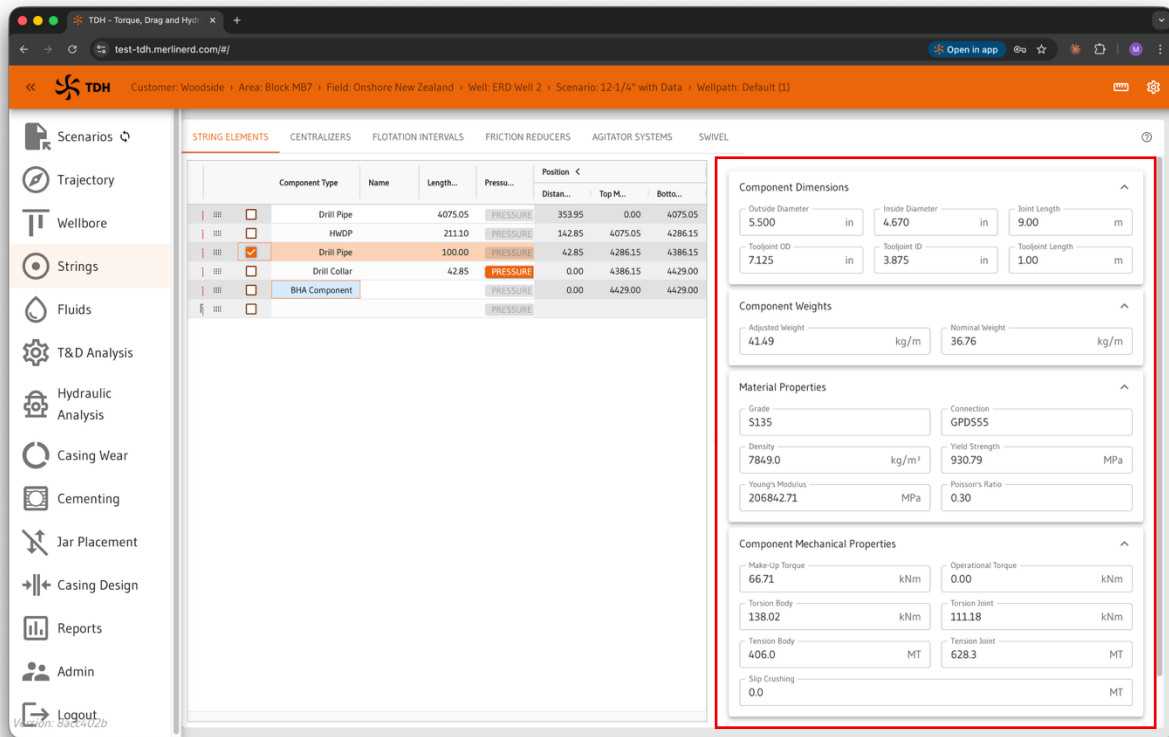 TDH - Torque, Drag and Hydr
test-tdh.merlinerd.com/#/
Open in app
M
TDH
Customer: Woodside › Area: Block MB7 › Field: Onshore New Zealand › Well: ERD Well 2 › Scenario: 12-1/4" with Data › Wellpath: Default (1)
Scenarios
Trajectory
Wellbore
Strings
Fluids
T&D Analysis
Hydraulic
Analysis
Casing Wear
Cementing
Jar Placement
Casing Design
Reports
Admin
Logout
Version: 8acc402b
STRING ELEMENTS CENTRALIZERS FLOTATION INTERVALS FRICTION REDUCERS AGITATOR SYSTEMS SWIVEL
Position <
Component Type Name Length... Pressu... Distan... Top M... Botto...
Drill Pipe 4075.05 PRESSURE 353.95 0.00 4075.05
HWDP 211.10 PRESSURE 142.85 4075.05 4286.15
Drill Pipe 100.00 PRESSURE 42.85 4286.15 4386.15
Drill Collar 42.85 PRESSURE 0.00 4386.15 4429.00
BHA Component PRESSURE 0.00 4429.00 4429.00
PRESSURE
Component Dimensions
Outside Diameter Inside Diameter Joint Length
5.500 in 4.670 in 9.00 m
Tooljoint OD Tooljoint ID Tooljoint Length
7.125 in 3.875 in 1.00 m
Component Weights
Adjusted Weight Nominal Weight
41.49 kg/m 36.76 kg/m
Material Properties
Grade Connection
S135 GPDS55
Density Yield Strength
7849.0 kg/m³ 930.79 MPa
Young's Modulus Poisson's Ratio
206842.71 MPa 0.30
Component Mechanical Properties
Make-Up Torque Operational Torque
66.71 kNm 0.00 kNm
Torsion Body Torsion Joint
138.02 kNm 111.18 kNm
Tension Body Tension Joint
406.0 MT 628.3 MT
Slip Crushing
0.0 MT